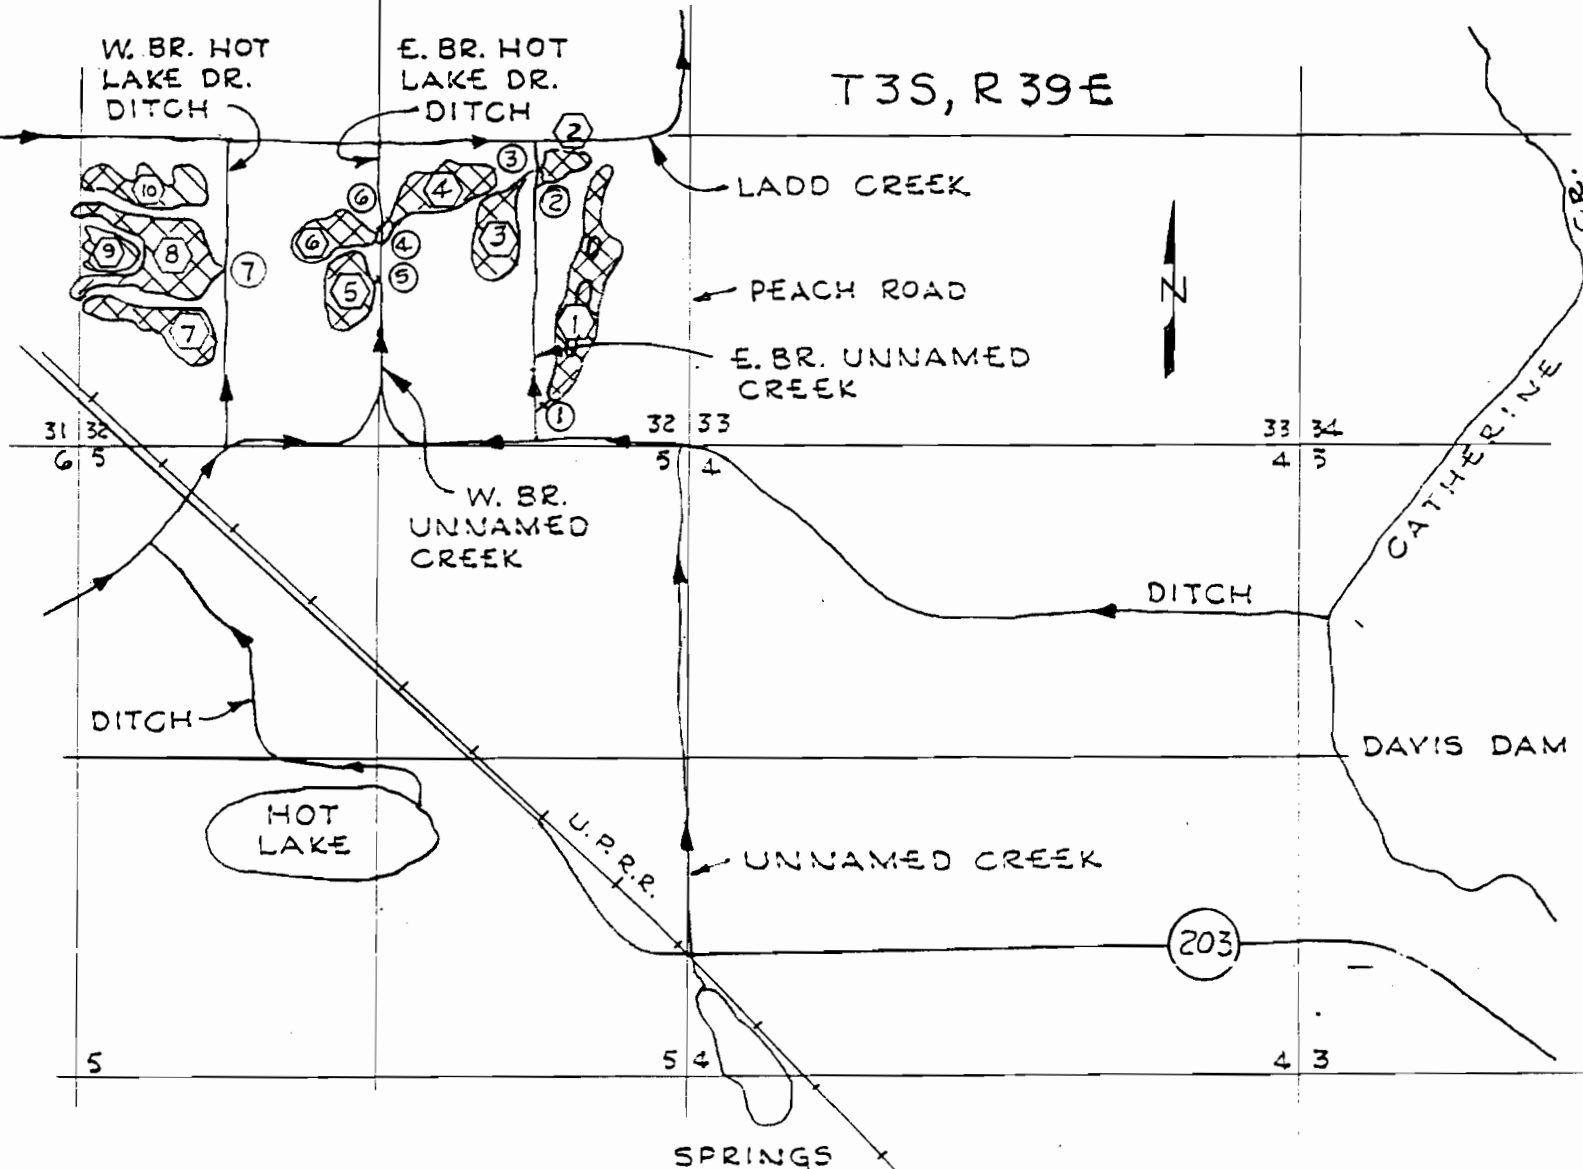 W. BR. HOT
LAKE DR.
DITCH
E. BR. HOT
LAKE DR.
DITCH
T3S, R39E
2
3
10
4
6
2
LADD CREEK
9
8
7
6
4
3
5
5
1
7
PEACH ROAD
N
E. BR. UNNAMED
CREEK
1
31 32
6 5
32 33
5 4
33 34
4 3
CATHERINE CR.
W. BR.
UNNAMED
CREEK
DITCH
DITCH
DAVIS DAM
HOT
LAKE
U.P.R.R.
UNNAMED CREEK
203
5
5 4
4 3
SPRINGS